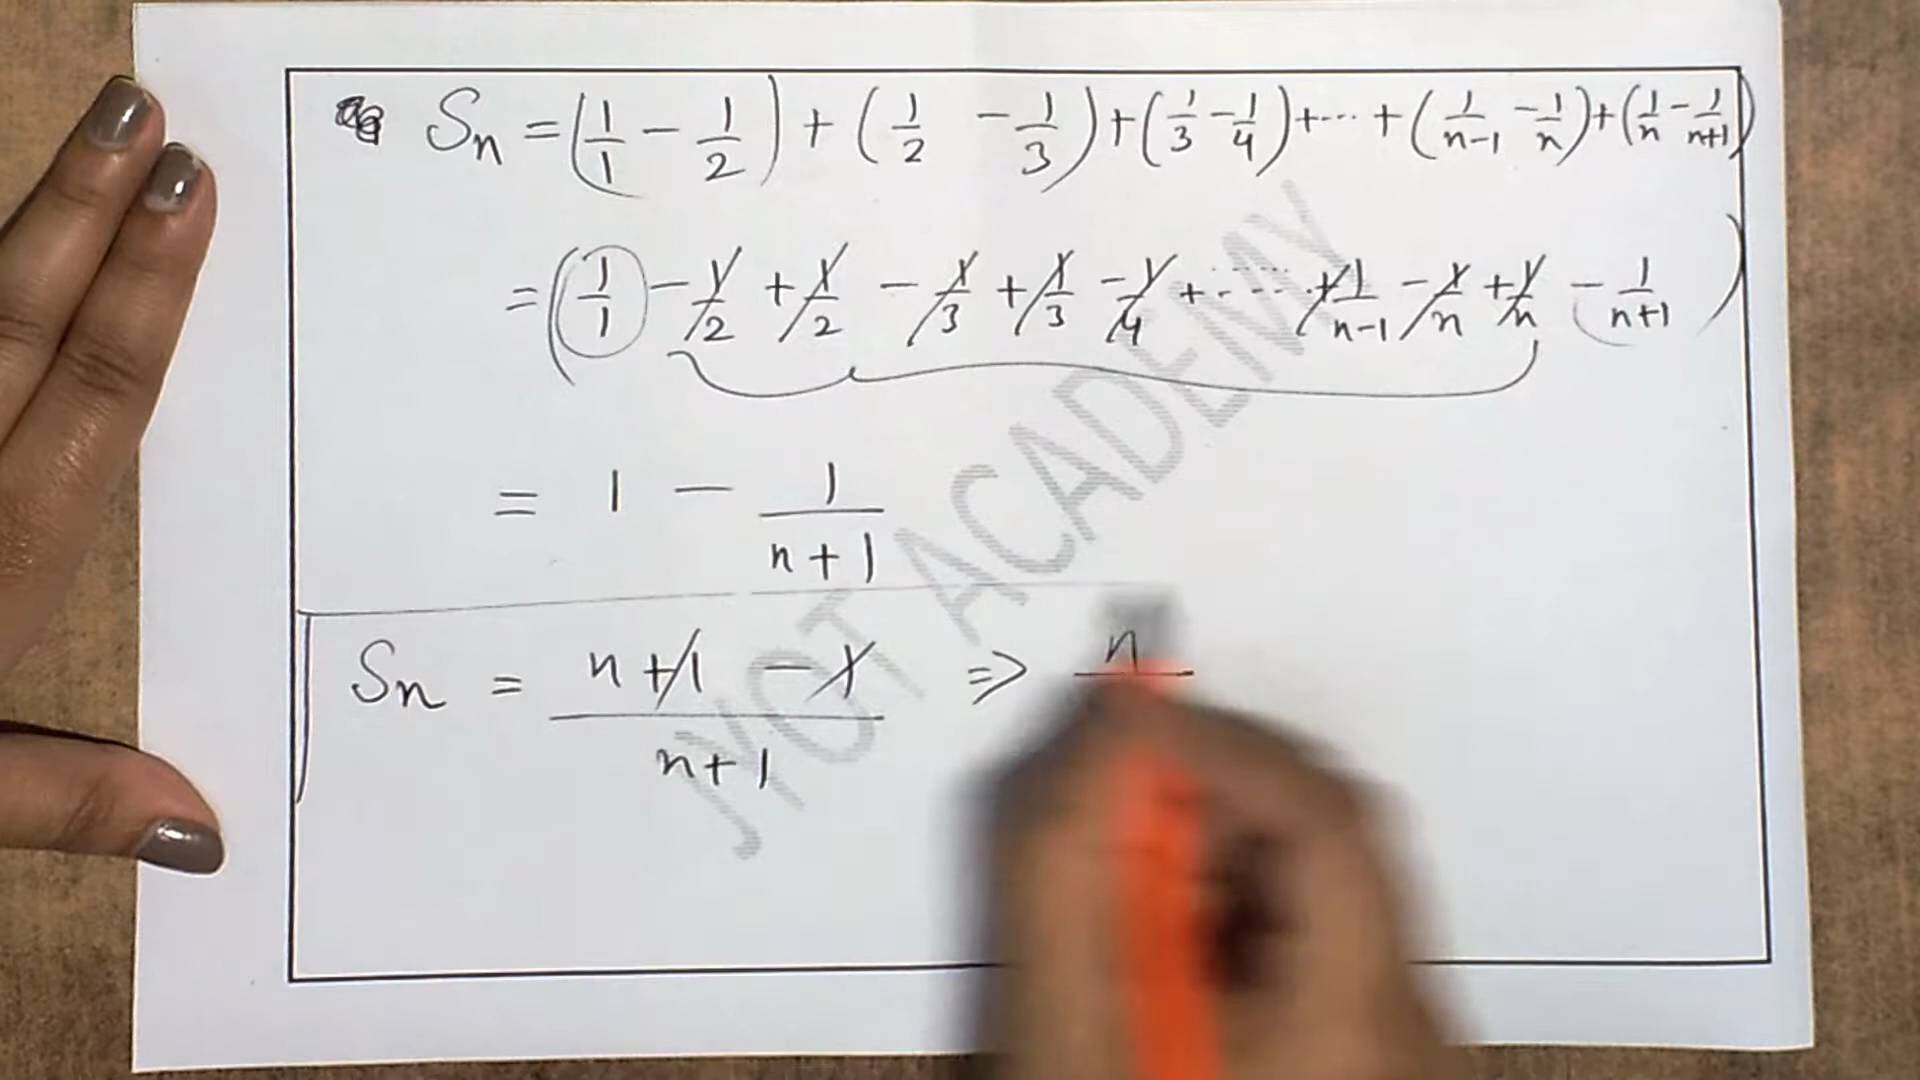 Sn = (1/1 - 1/2) + (1/2 - 1/3) + (1/3 - 1/4) + ... + (1/n-1 - 1/n) + (1/n - 1/n+1)
= (1/1 - 1/2 + 1/2 - 1/3 + 1/3 - 1/4 + ...... + 1/n-1 - 1/n + 1/n - 1/n+1)
= 1 - 1/n+1
Sn = n+1 - 1/n+1 => n
JYOT ACADEMY